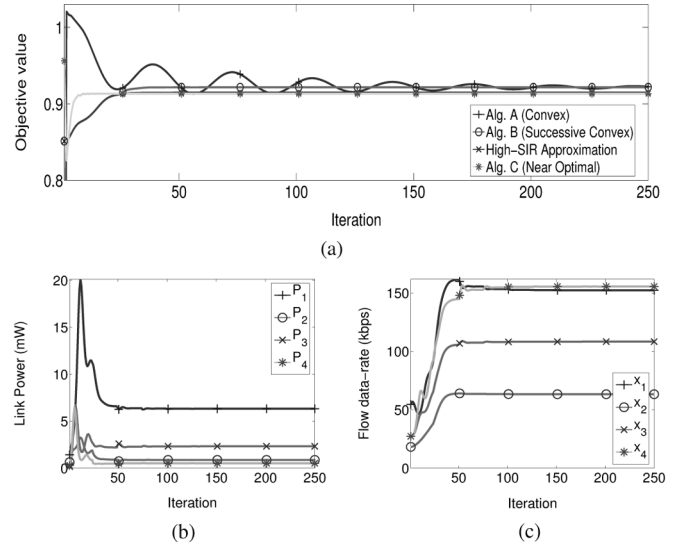 1
0.9
0.8
Objective value
Alg. A (Convex)
Alg. B (Successive Convex)
High−SIR Approximation
Alg. C (Near Optimal)
50 100 150 200 250
Iteration
(a)
20
15
10
5
0
Link Power (mW)
P1
P2
P3
P4
0 50 100 150 200 250
Iteration
(b)
150
100
50
0
Flow data−rate (kbps)
x1
x2
x3
x4
0 50 100 150 200 250
Iteration
(c)